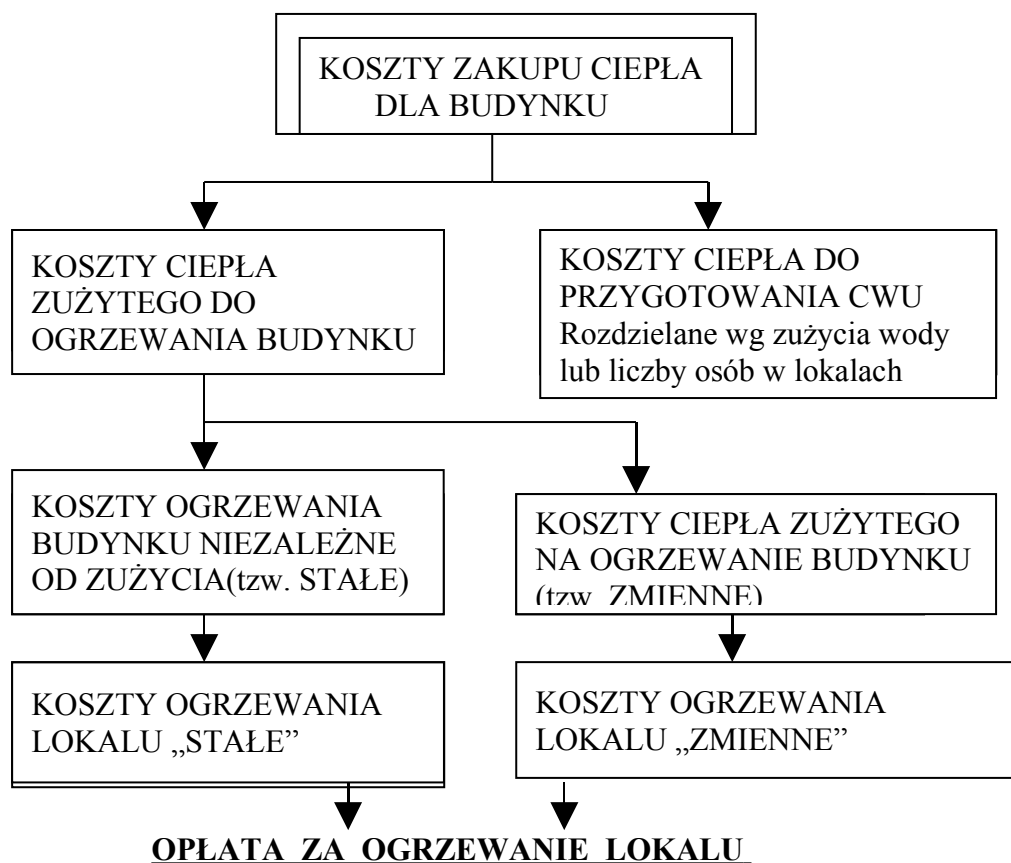 KOSZTY ZAKUPU CIEPŁA
DLA BUDYNKU
KOSZTY CIEPŁA
ZUŻYTEGO DO
OGRZEWANIA BUDYNKU
KOSZTY CIEPŁA DO
PRZYGOTOWANIA CWU
Rozdzielane wg zużycia wody
lub liczby osób w lokalach
KOSZTY OGRZEWANIA
BUDYNKU NIEZALEŻNE
OD ZUŻYCIA(tzw. STAŁE)
KOSZTY CIEPŁA ZUŻYTEGO
NA OGRZEWANIE BUDYNKU
(tzw. ZMIENNE)
KOSZTY OGRZEWANIA
LOKALU „STAŁE”
KOSZTY OGRZEWANIA
LOKALU „ZMIENNE”
OPŁATA ZA OGRZEWANIE LOKALU